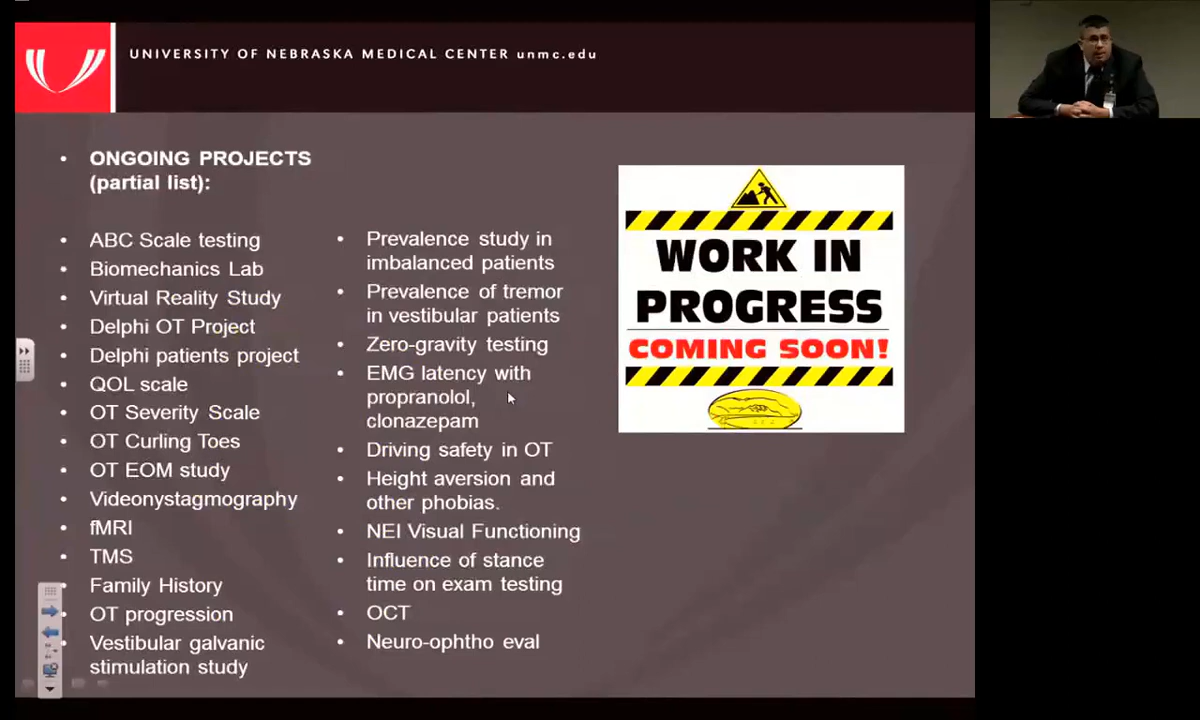 UNIVERSITY OF NEBRASKA MEDICAL CENTER unmc.edu
• ONGOING PROJECTS
(partial list):
• ABC Scale testing
• Biomechanics Lab
• Virtual Reality Study
• Delphi OT Project
• Delphi patients project
• QOL scale
• OT Severity Scale
• OT Curling Toes
• OT EOM study
• Videonystagmography
• fMRI
• TMS
• Family History
• OT progression
• Vestibular galvanic
stimulation study
• Prevalence study in
imbalanced patients
• Prevalence of tremor
in vestibular patients
• Zero-gravity testing
• EMG latency with
propranolol,
clonazepam
• Driving safety in OT
• Height aversion and
other phobias.
• NEI Visual Functioning
• Influence of stance
time on exam testing
• OCT
• Neuro-ophtho eval
WORK IN
PROGRESS
COMING SOON!